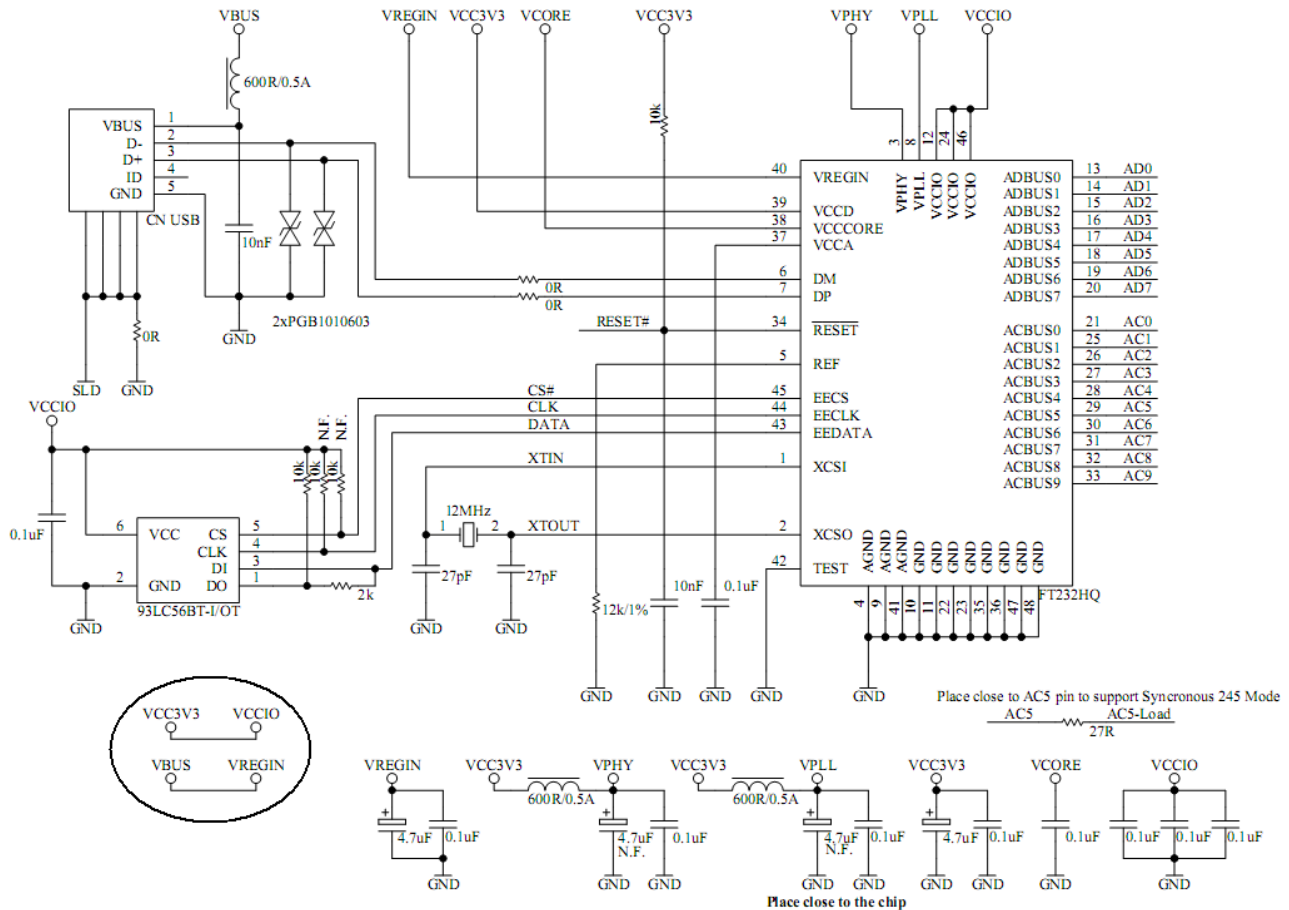 VBUS
VREGIN VCC3V3 VCORE
VCC3V3
VPHY VPLL VCCIO
600R/0.5A
10k
VBUS 1
D- 2
D+ 3
ID 4
GND 5
CN USB
10nF
2xPGB1010603
GND
0R
SLD GND
3 8 12 24 46
VPHY VPLL VCCIO VCCIO VCCIO
40 VREGIN
39 VCCD
38 VCCCORE
37 VCCA
6 DM
7 DP
0R
0R
RESET# 34 RESET
5 REF
CS# 45 EECS
CLK 44 EECLK
DATA 43 EEDATA
XTIN 1 XCSI
XTOUT 2 XCSO
42 TEST
ADBUS0 13 AD0
ADBUS1 14 AD1
ADBUS2 15 AD2
ADBUS3 16 AD3
ADBUS4 17 AD4
ADBUS5 18 AD5
ADBUS6 19 AD6
ADBUS7 20 AD7
ACBUS0 21 AC0
ACBUS1 25 AC1
ACBUS2 26 AC2
ACBUS3 27 AC3
ACBUS4 28 AC4
ACBUS5 29 AC5
ACBUS6 30 AC6
ACBUS7 31 AC7
ACBUS8 32 AC8
ACBUS9 33 AC9
AGND AGND AGND GND GND GND GND GND GND GND GND
4 9 41 10 11 22 23 35 36 47 48
FT232HQ
GND
VCCIO
0.1uF
GND
10k 10k 10k
N.F. N.F.
6 VCC CS 5
CLK 4
DI 3
2 GND DO 1
93LC56BT-I/OT
2k
1 12MHz 2
27pF 27pF
GND GND
12k/1%
10nF 0.1uF
GND GND GND GND
Place close to AC5 pin to support Syncronous 245 Mode
AC5 AC5-Load
27R
VCC3V3 VCCIO
VBUS VREGIN
VREGIN
4.7uF 0.1uF
GND
VCC3V3 VPHY
600R/0.5A
4.7uF N.F. 0.1uF
GND GND
VCC3V3 VPLL
600R/0.5A
4.7uF N.F. 0.1uF
GND GND
VCC3V3
4.7uF 0.1uF
GND GND
VCORE
0.1uF
GND
VCCIO
0.1uF 0.1uF 0.1uF
GND
Place close to the chip